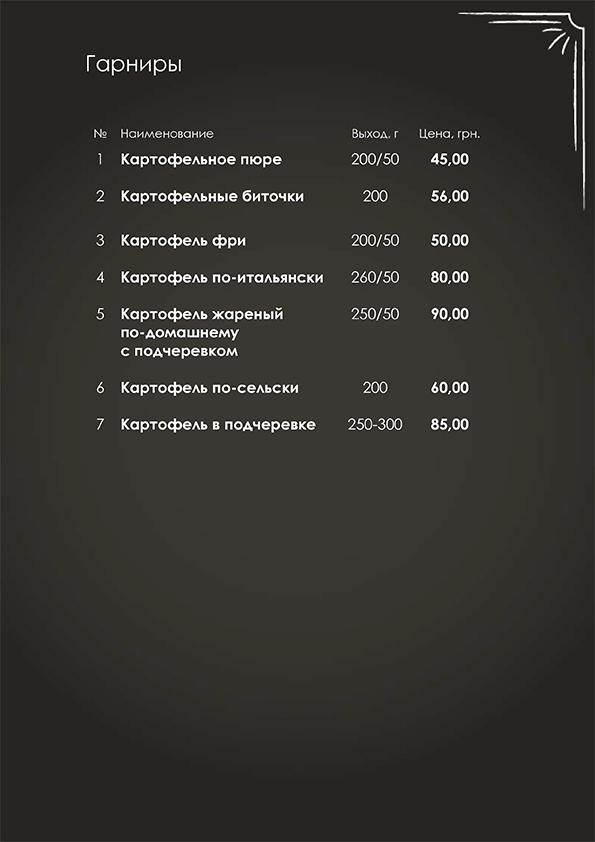 Гарниры
№ Наименование Выход, г Цена, грн.
1 Картофельное пюре 200/50 45,00
2 Картофельные биточки 200 56,00
3 Картофель фри 200/50 50,00
4 Картофель по-итальянски 260/50 80,00
5 Картофель жареный 250/50 90,00
по-домашнему
с подчеревком
6 Картофель по-сельски 200 60,00
7 Картофель в подчеревке 250-300 85,00